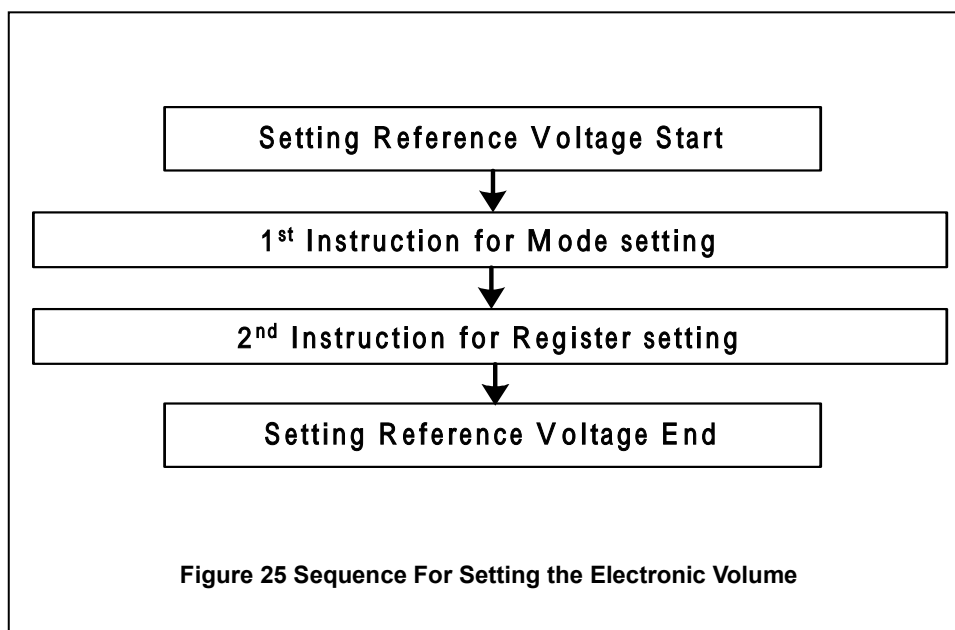 Setting Reference Voltage Start
1st Instruction for Mode setting
2nd Instruction for Register setting
Setting Reference Voltage End
Figure 25 Sequence For Setting the Electronic Volume